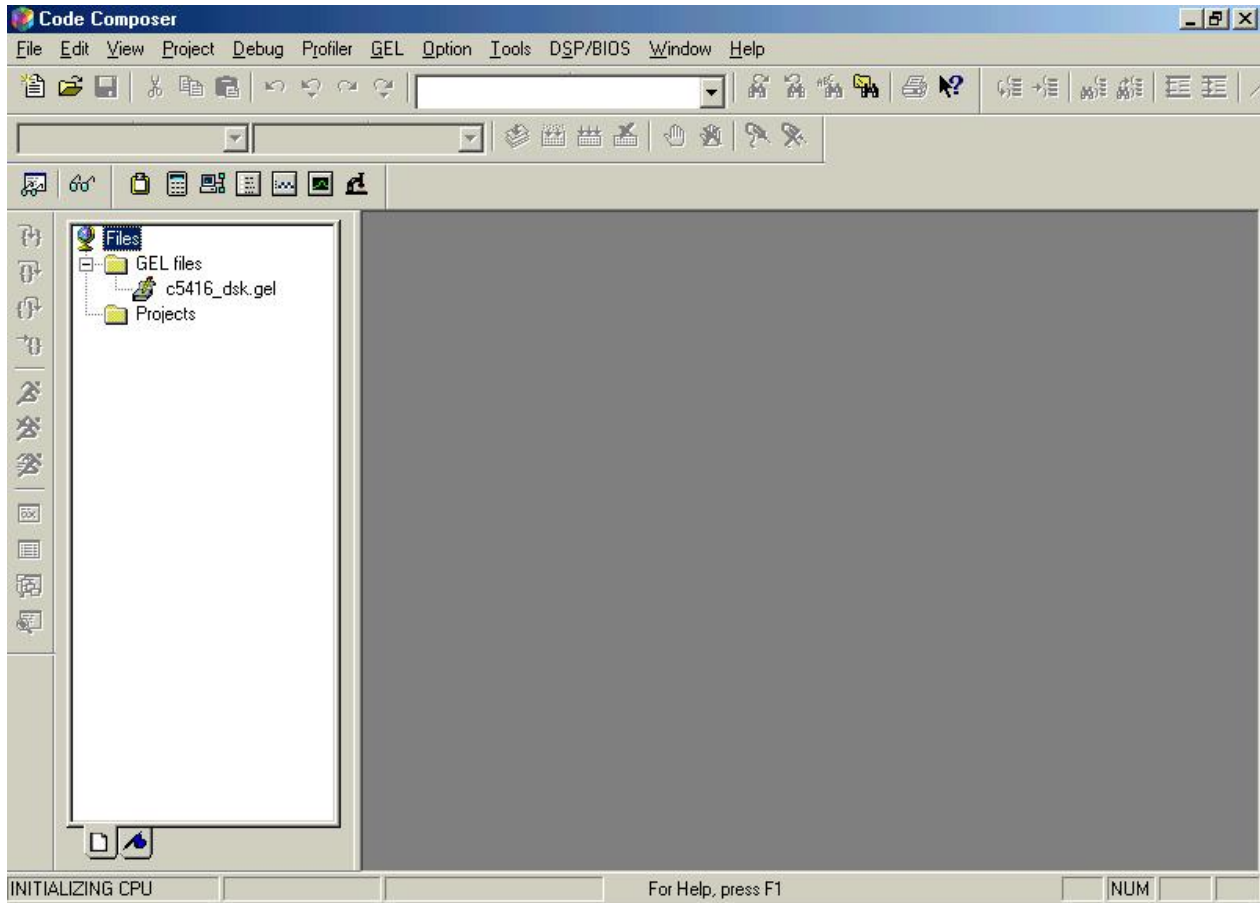 Code Composer
File Edit View Project Debug Profiler GEL Option Tools DSP/BIOS Window Help
Files
GEL files
c5416_dsk.gel
Projects
INITIALIZING CPU For Help, press F1 NUM